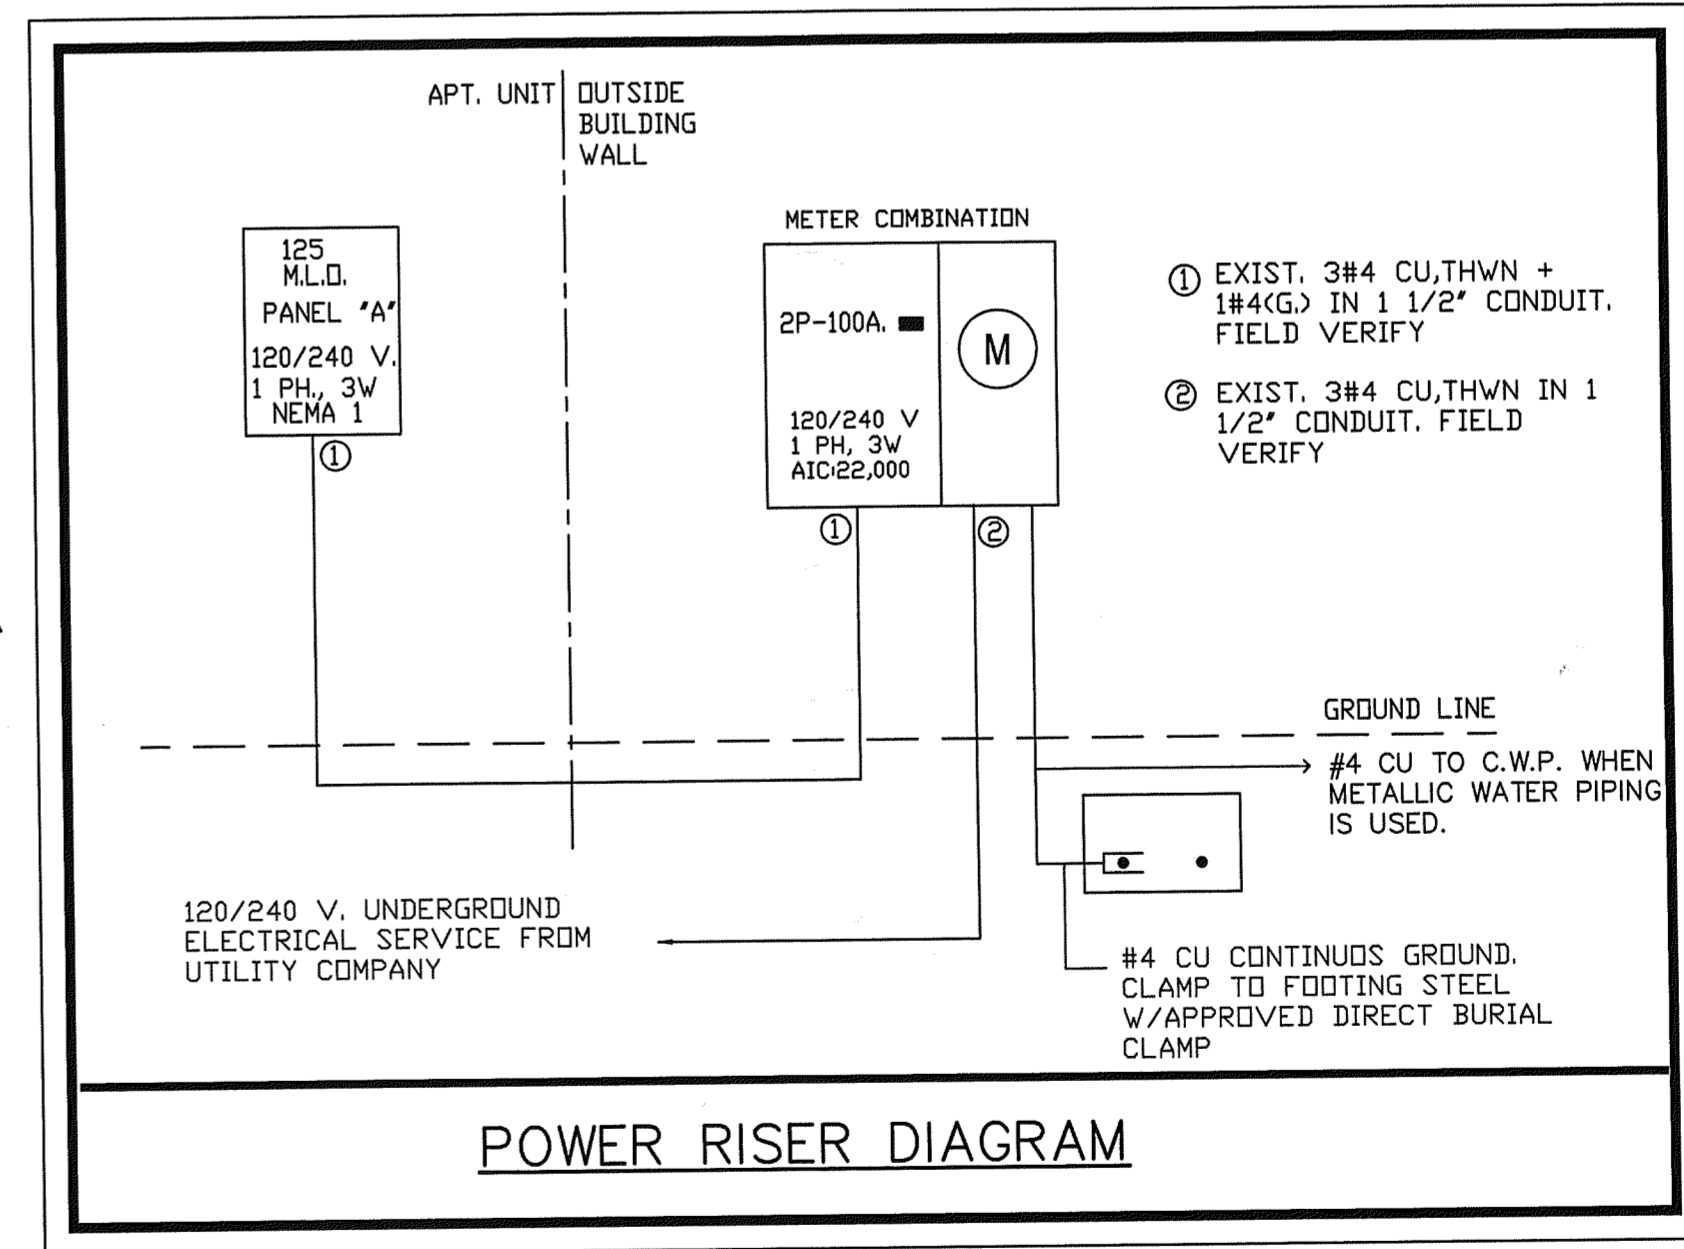 APT. UNIT
OUTSIDE
BUILDING
WALL
125
M.L.O.
PANEL "A"
120/240 V.
1 PH., 3W
NEMA 1
①
METER COMBINATION
2P-100A.
M
120/240 V
1 PH, 3W
AIC:22,000
①
②
① EXIST. 3#4 CU,THWN +
1#4(G.) IN 1 1/2" CONDUIT.
FIELD VERIFY
② EXIST. 3#4 CU,THWN IN 1
1/2" CONDUIT. FIELD
VERIFY
GROUND LINE
#4 CU TO C.W.P. WHEN
METALLIC WATER PIPING
IS USED.
120/240 V. UNDERGROUND
ELECTRICAL SERVICE FROM
UTILITY COMPANY
#4 CU CONTINUOS GROUND.
CLAMP TO FOOTING STEEL
W/APPROVED DIRECT BURIAL
CLAMP
POWER RISER DIAGRAM